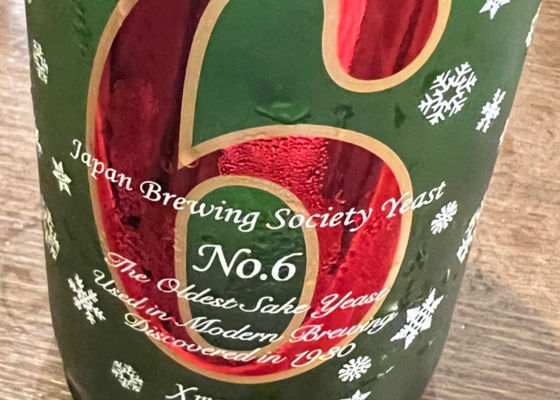 6
Japan Brewing Society Yeast
No.6
The Oldest Sake Yeast
Used in Modern Brewing
Discovered in 1930